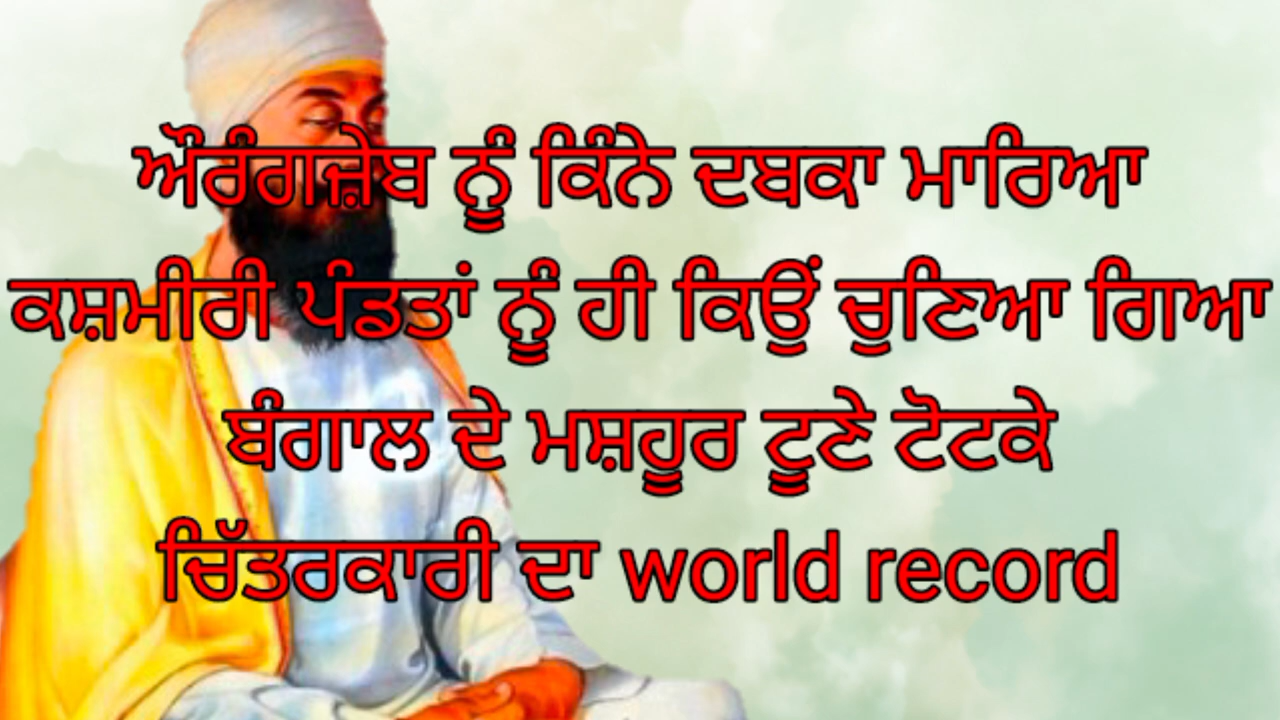 ਔਰੰਗਜ਼ੇਬ ਨੂੰ ਕਿੰਨੇ ਦਬਕਾ ਮਾਰਿਆ
ਕਸ਼ਮੀਰੀ ਪੰਡਤਾਂ ਨੂੰ ਹੀ ਕਿਉਂ ਚੁਣਿਆ ਗਿਆ
ਬੰਗਾਲ ਦੇ ਮਸ਼ਹੂਰ ਟੂਣੇ ਟੋਟਕੇ
ਚਿੱਤਰਕਾਰੀ ਦਾ world record